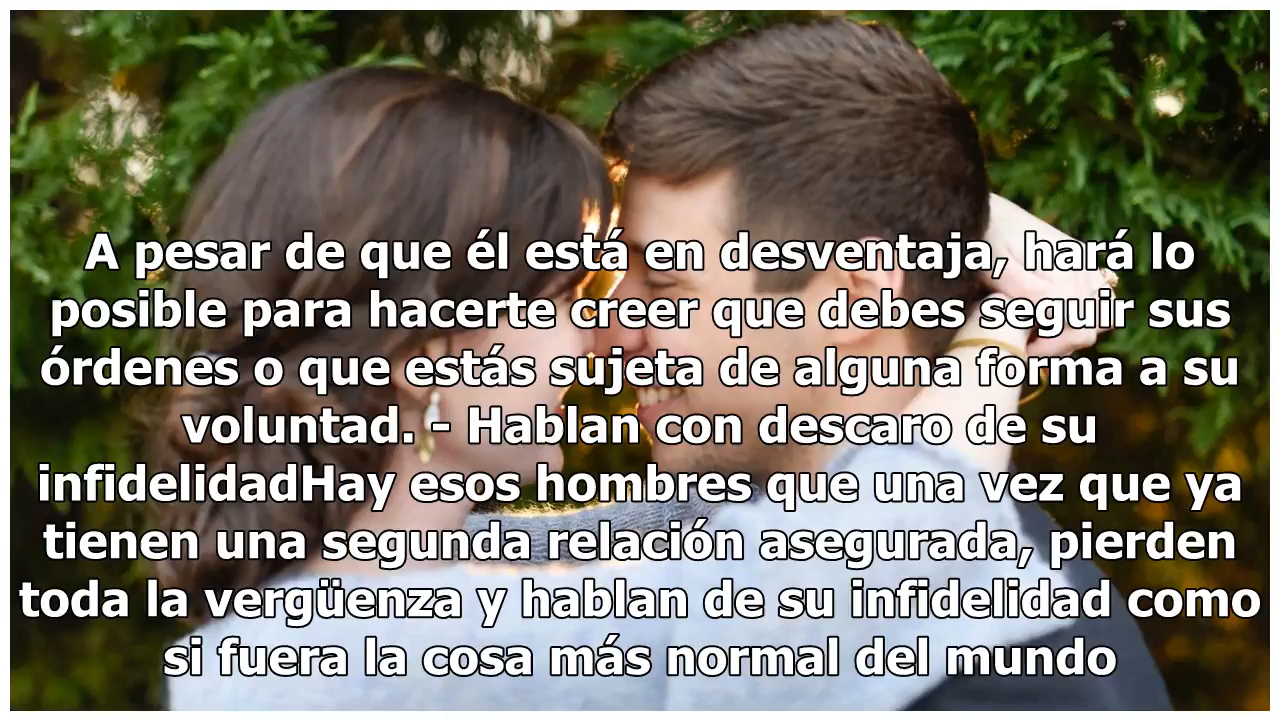 A pesar de que él está en desventaja, hará lo
posible para hacerte creer que debes seguir sus
órdenes o que estás sujeta de alguna forma a su
voluntad. - Hablan con descaro de su
infidelidadHay esos hombres que una vez que ya
tienen una segunda relación asegurada, pierden
toda la vergüenza y hablan de su infidelidad como
si fuera la cosa más normal del mundo